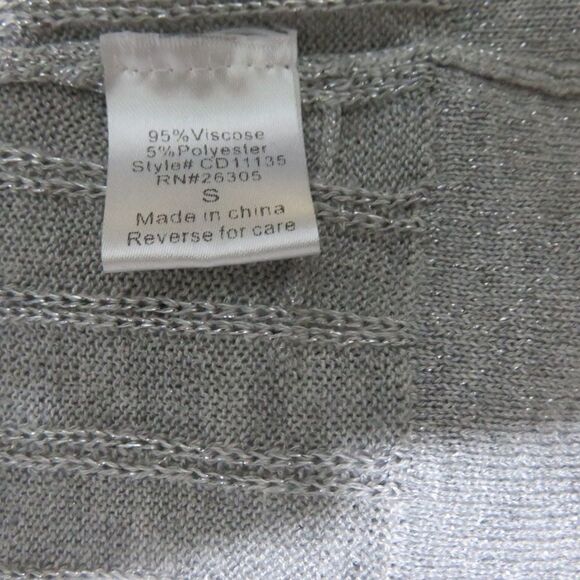 95%Viscose
5%Polyester
Style# CD11135
RN#26305
S
Made in china
Reverse for care